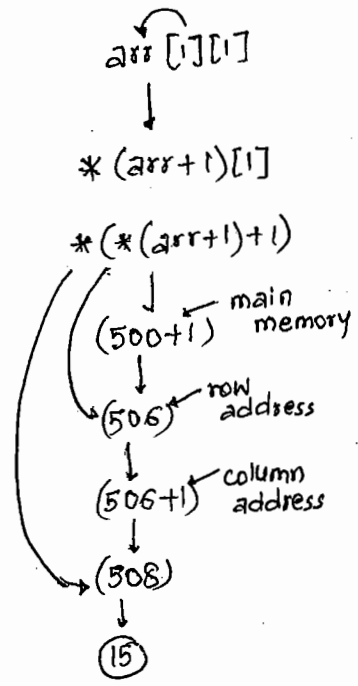 arr [1][1]
*(arr+1)[1]
*(*(arr+1)+1)
(500+1)
main
memory
(506)
row
address
(506+1)
column
address
(508)
15